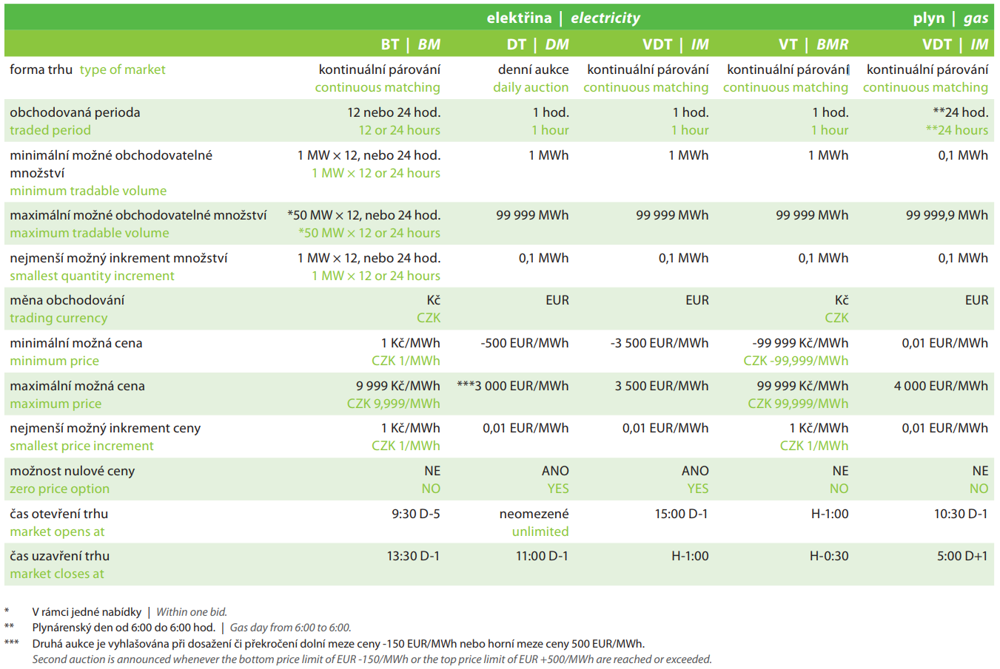 elektřina | electricity plyn | gas
BT | BM DT | DM VDT | IM VT | BMR VDT | IM
forma trhu type of market kontinuální párování denní aukce kontinuální párování kontinuální párování kontinuální párování
continuous matching daily auction continuous matching continuous matching continuous matching
obchodovaná perioda 12 nebo 24 hod. 1 hod. 1 hod. 1 hod. **24 hod.
traded period 12 or 24 hours 1 hour 1 hour 1 hour **24 hours
minimální možné obchodovatelné 1 MW × 12, nebo 24 hod. 1 MWh 1 MWh 1 MWh 0,1 MWh
množství 1 MW × 12 or 24 hours
minimum tradable volume
maximální možné obchodovatelné množství *50 MW × 12, nebo 24 hod. 99 999 MWh 99 999 MWh 99 999 MWh 99 999,9 MWh
maximum tradable volume *50 MW × 12 or 24 hours
nejmenší možný inkrement množství 1 MW × 12, nebo 24 hod. 0,1 MWh 0,1 MWh 0,1 MWh 0,1 MWh
smallest quantity increment 1 MW × 12 or 24 hours
měna obchodování Kč EUR EUR Kč EUR
trading currency CZK CZK
minimální možná cena 1 Kč/MWh -500 EUR/MWh -3 500 EUR/MWh -99 999 Kč/MWh 0,01 EUR/MWh
minimum price CZK 1/MWh CZK -99,999/MWh
maximální možná cena 9 999 Kč/MWh ***3 000 EUR/MWh 3 500 EUR/MWh 99 999 Kč/MWh 4 000 EUR/MWh
maximum price CZK 9,999/MWh CZK 99,999/MWh
nejmenší možný inkrement ceny 1 Kč/MWh 0,01 EUR/MWh 0,01 EUR/MWh 1 Kč/MWh 0,01 EUR/MWh
smallest price increment CZK 1/MWh CZK 1/MWh
možnost nulové ceny NE ANO ANO NE NE
zero price option NO YES YES NO NO
čas otevření trhu 9:30 D-5 neomezené 15:00 D-1 H-1:00 10:30 D-1
market opens at unlimited
čas uzavření trhu 13:30 D-1 11:00 D-1 H-1:00 H-0:30 5:00 D+1
market closes at
* V rámci jedné nabídky | Within one bid.
** Plynárenský den od 6:00 do 6:00 hod. | Gas day from 6:00 to 6:00.
*** Druhá aukce je vyhlašována při dosažení či překročení dolní meze ceny -150 EUR/MWh nebo horní meze ceny 500 EUR/MWh.
Second auction is announced whenever the bottom price limit of EUR -150/MWh or the top price limit of EUR +500/MWh are reached or exceeded.